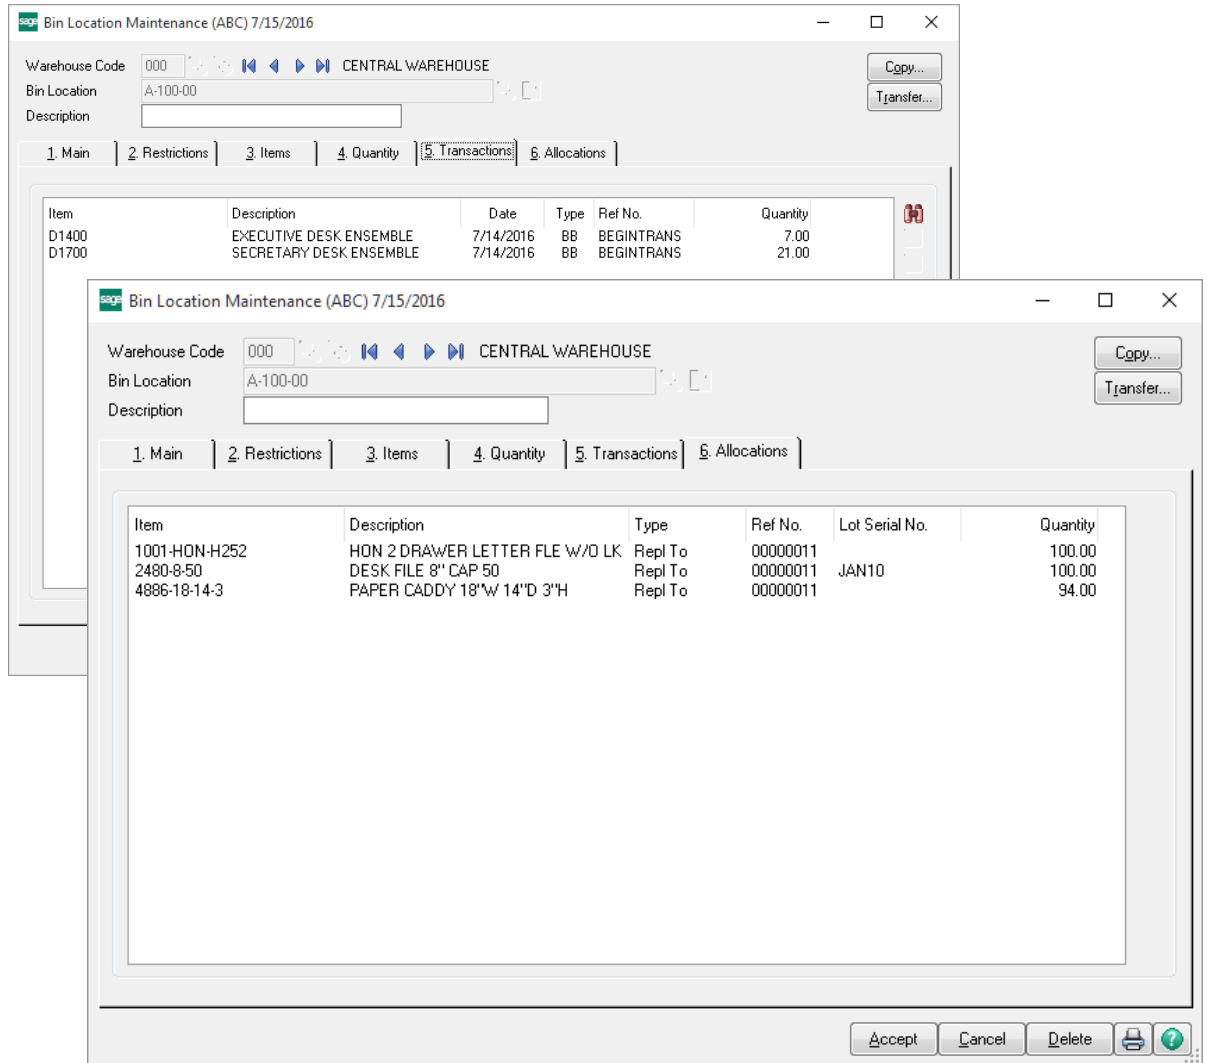 sage Bin Location Maintenance (ABC) 7/15/2016
Warehouse Code 000 CENTRAL WAREHOUSE Copy...
Bin Location A-100-00 Transfer...
Description
1. Main 2. Restrictions 3. Items 4. Quantity 5. Transactions 6. Allocations
Item Description Date Type Ref No. Quantity
D1400 EXECUTIVE DESK ENSEMBLE 7/14/2016 BB BEGINTRANS 7.00
D1700 SECRETARY DESK ENSEMBLE 7/14/2016 BB BEGINTRANS 21.00
sage Bin Location Maintenance (ABC) 7/15/2016
Warehouse Code 000 CENTRAL WAREHOUSE Copy...
Bin Location A-100-00 Transfer...
Description
1. Main 2. Restrictions 3. Items 4. Quantity 5. Transactions 6. Allocations
Item Description Type Ref No. Lot Serial No. Quantity
1001-HON-H252 HON 2 DRAWER LETTER FLE W/O LK Repl To 00000011 100.00
2480-8-50 DESK FILE 8" CAP 50 Repl To 00000011 JAN10 100.00
4886-18-14-3 PAPER CADDY 18"W 14"D 3"H Repl To 00000011 94.00
Accept Cancel Delete ?